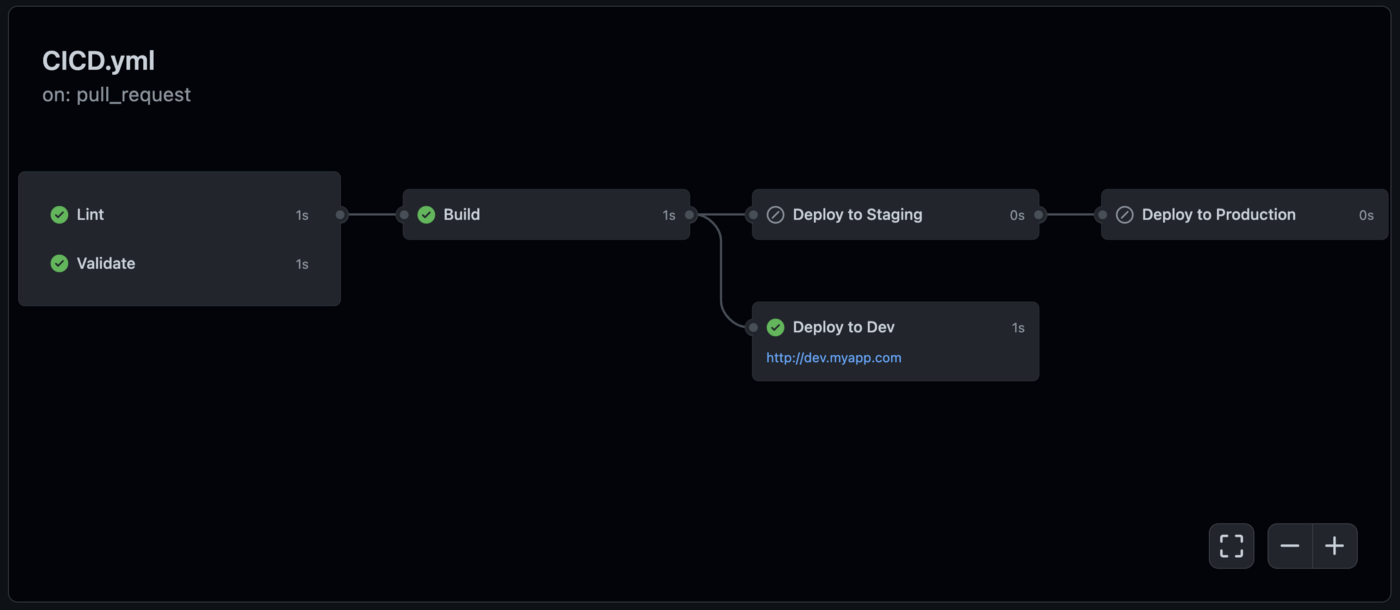 CICD.yml
on: pull_request
Lint 1s
Validate 1s
Build 1s
Deploy to Staging 0s
Deploy to Production 0s
Deploy to Dev 1s
http://dev.myapp.com